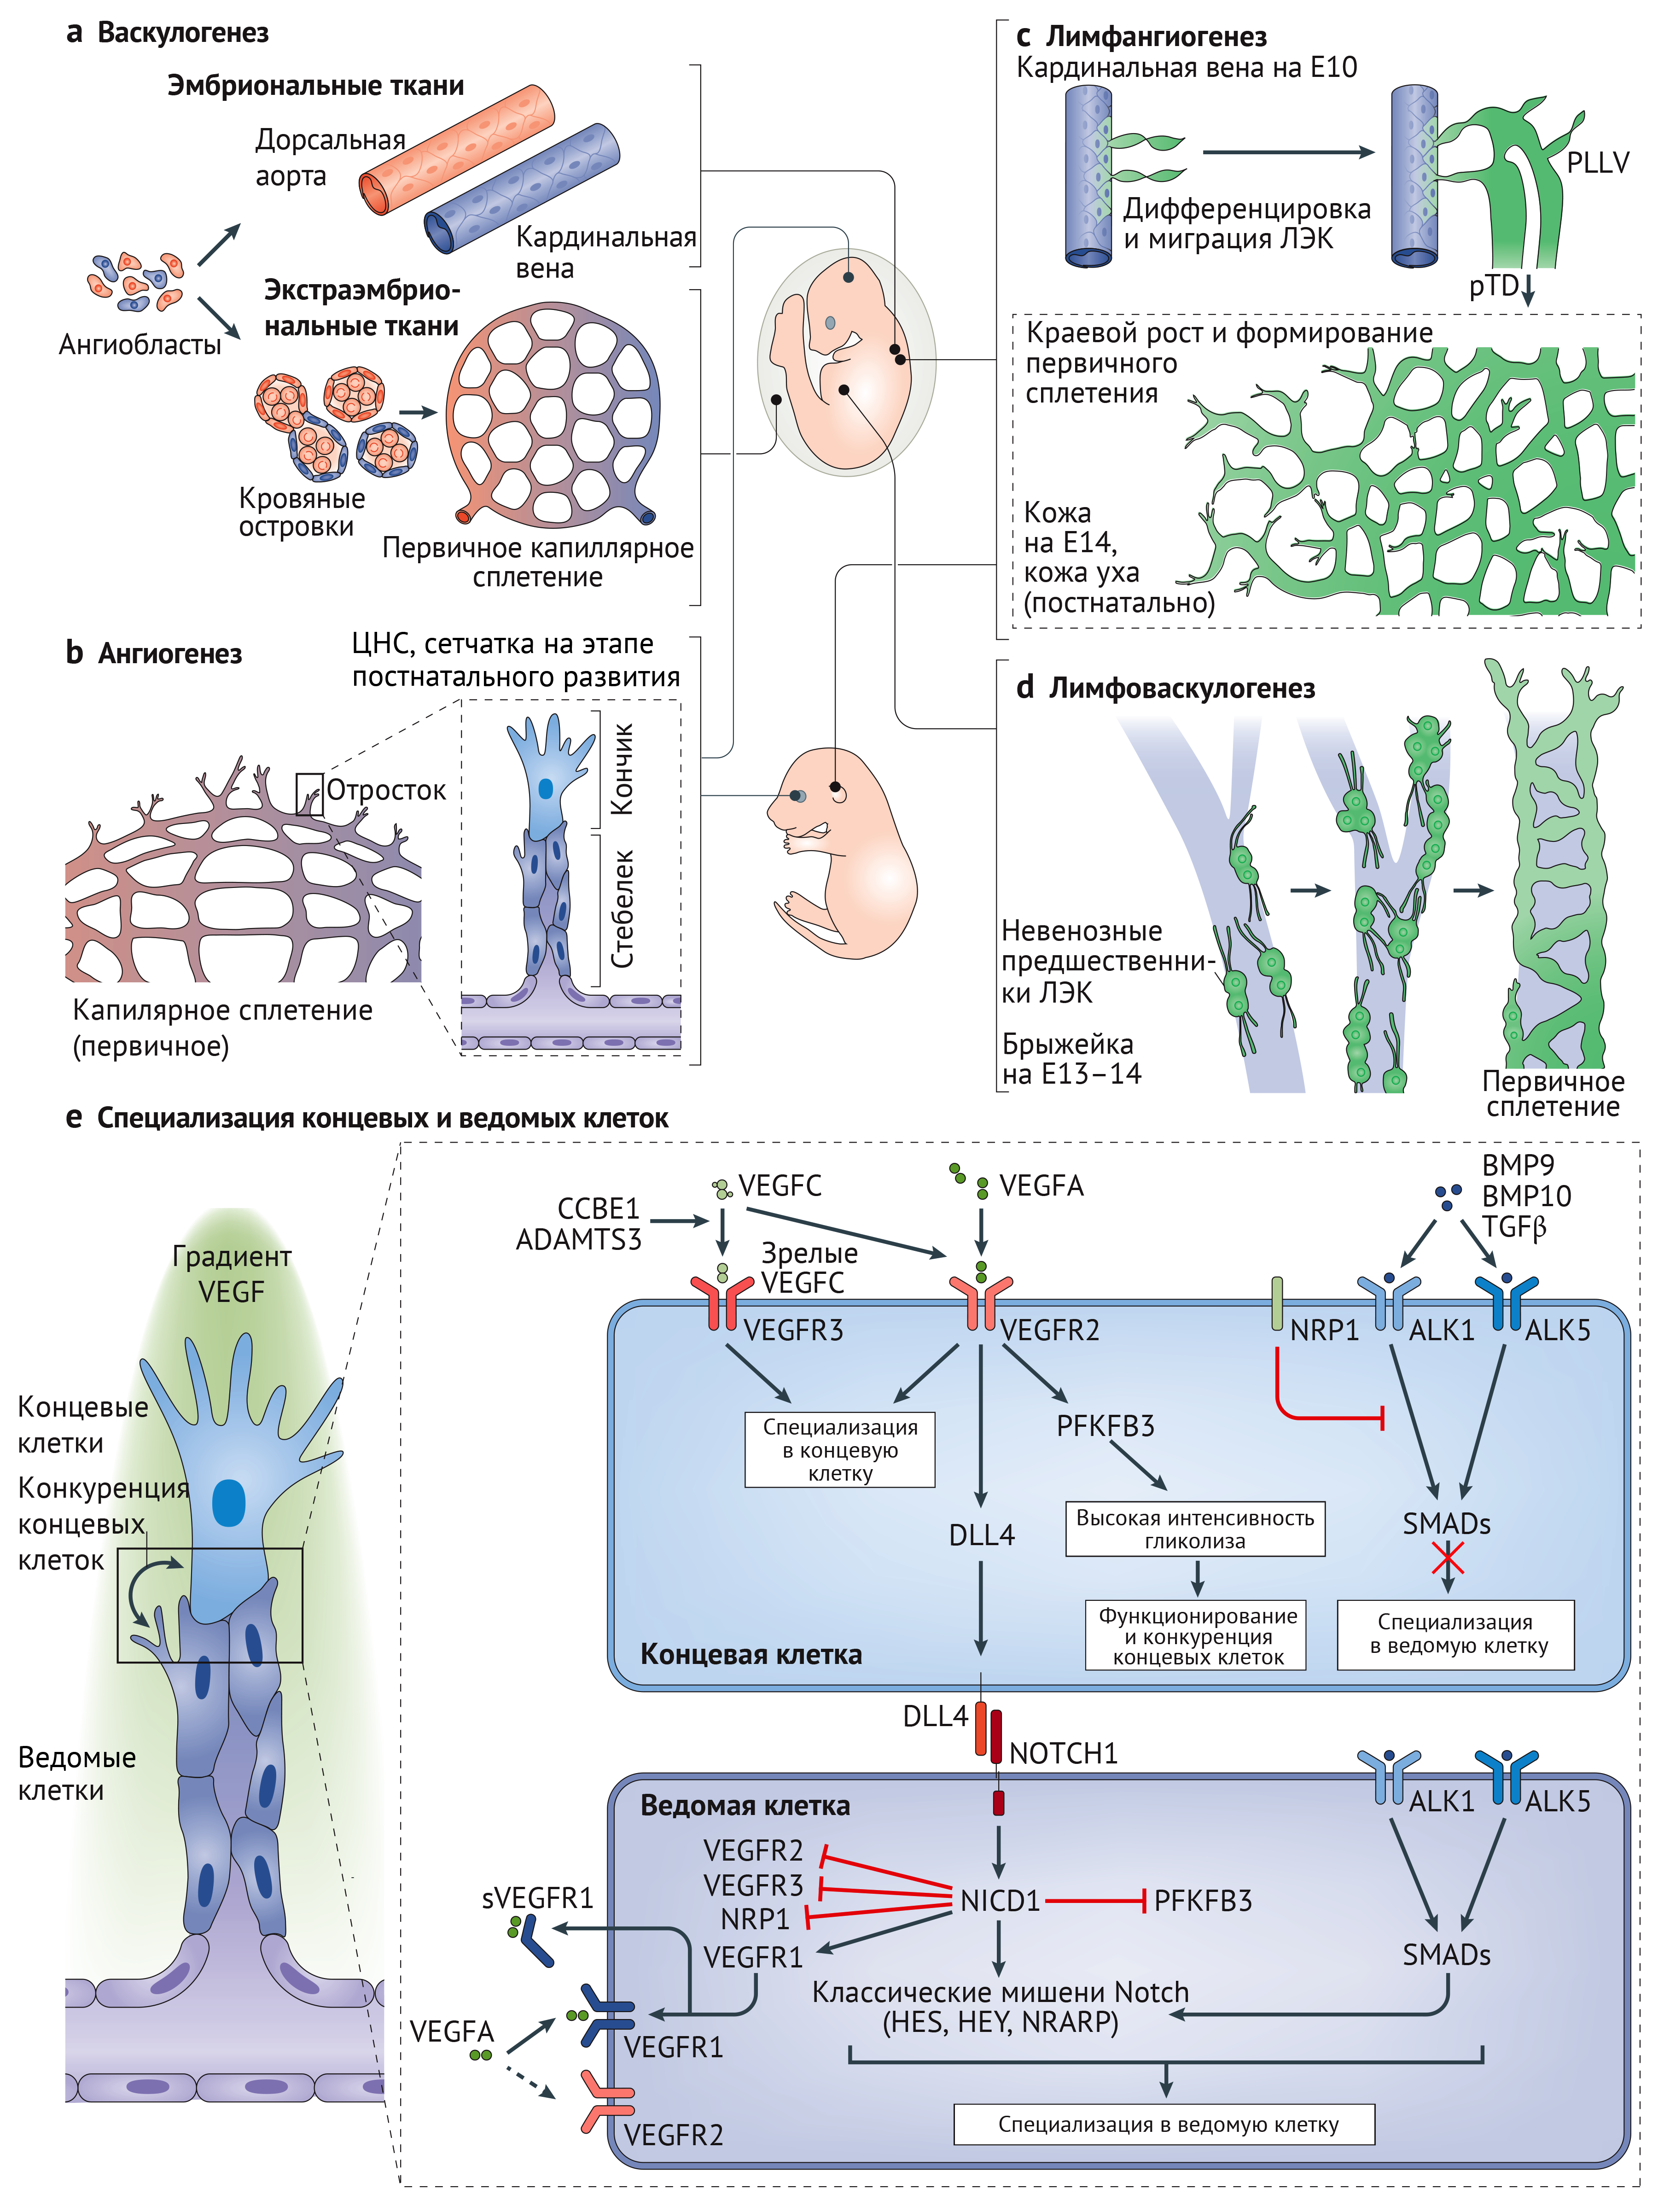 a Васкулогенез
Эмбриональные ткани
Дорсальная
аорта
Кардинальная
вена
Ангиобласты
Экстраэмбрио-
нальные ткани
Кровяные
островки
Первичное капиллярное
сплетение
b Ангиогенез
ЦНС, сетчатка на этапе
постнатального развития
Отросток
Кончик
Стебелек
Капилярное сплетение
(первичное)
c Лимфангиогенез
Кардинальная вена на E10
PLLV
Дифференцировка
и миграция ЛЭК
pTD
Краевой рост и формирование
первичного
сплетения
Кожа
на E14,
кожа уха
(постнатально)
d Лимфоваскулогенез
Невенозные
предшественни-
ки ЛЭК
Брыжейка
на E13–14
Первичное
сплетение
e Специализация концевых и ведомых клеток
Градиент
VEGF
Концевые
клетки
Конкуренция
концевых
клеток
Ведомые
клетки
CCBE1
ADAMTS3
VEGFC
VEGFA
BMP9
BMP10
TGFβ
Зрелые
VEGFC
VEGFR3
VEGFR2
NRP1
ALK1
ALK5
Специализация
в концевую
клетку
PFKFB3
DLL4
Высокая интенсивность
гликолиза
SMADs
Функционирование
и конкуренция
концевых клеток
Специализация
в ведомую клетку
Концевая клетка
DLL4
NOTCH1
Ведомая клетка
ALK1
ALK5
VEGFR2
VEGFR3
NRP1
VEGFR1
NICD1
PFKFB3
SMADs
sVEGFR1
Классические мишени Notch
(HES, HEY, NRARP)
VEGFA
VEGFR1
VEGFR2
Специализация в ведомую клетку